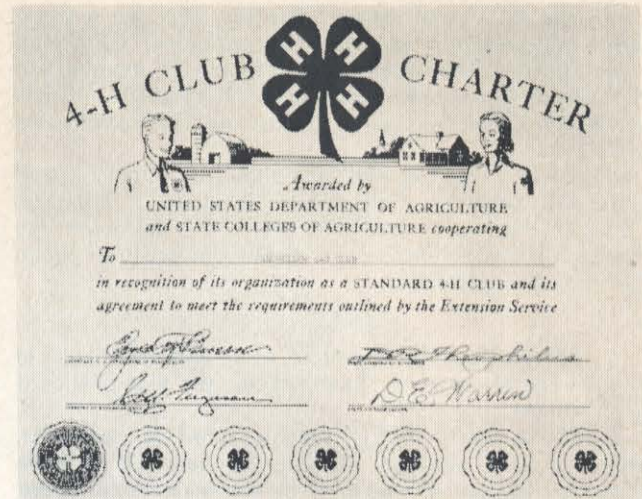 4-H CLUB CHARTER
H H
H H
Awarded by
UNITED STATES DEPARTMENT OF AGRICULTURE
and STATE COLLEGES OF AGRICULTURE cooperating
To
in recognition of its organization as a STANDARD 4-H CLUB and its
agreement to meet the requirements outlined by the Extension Service
D. E. Warren